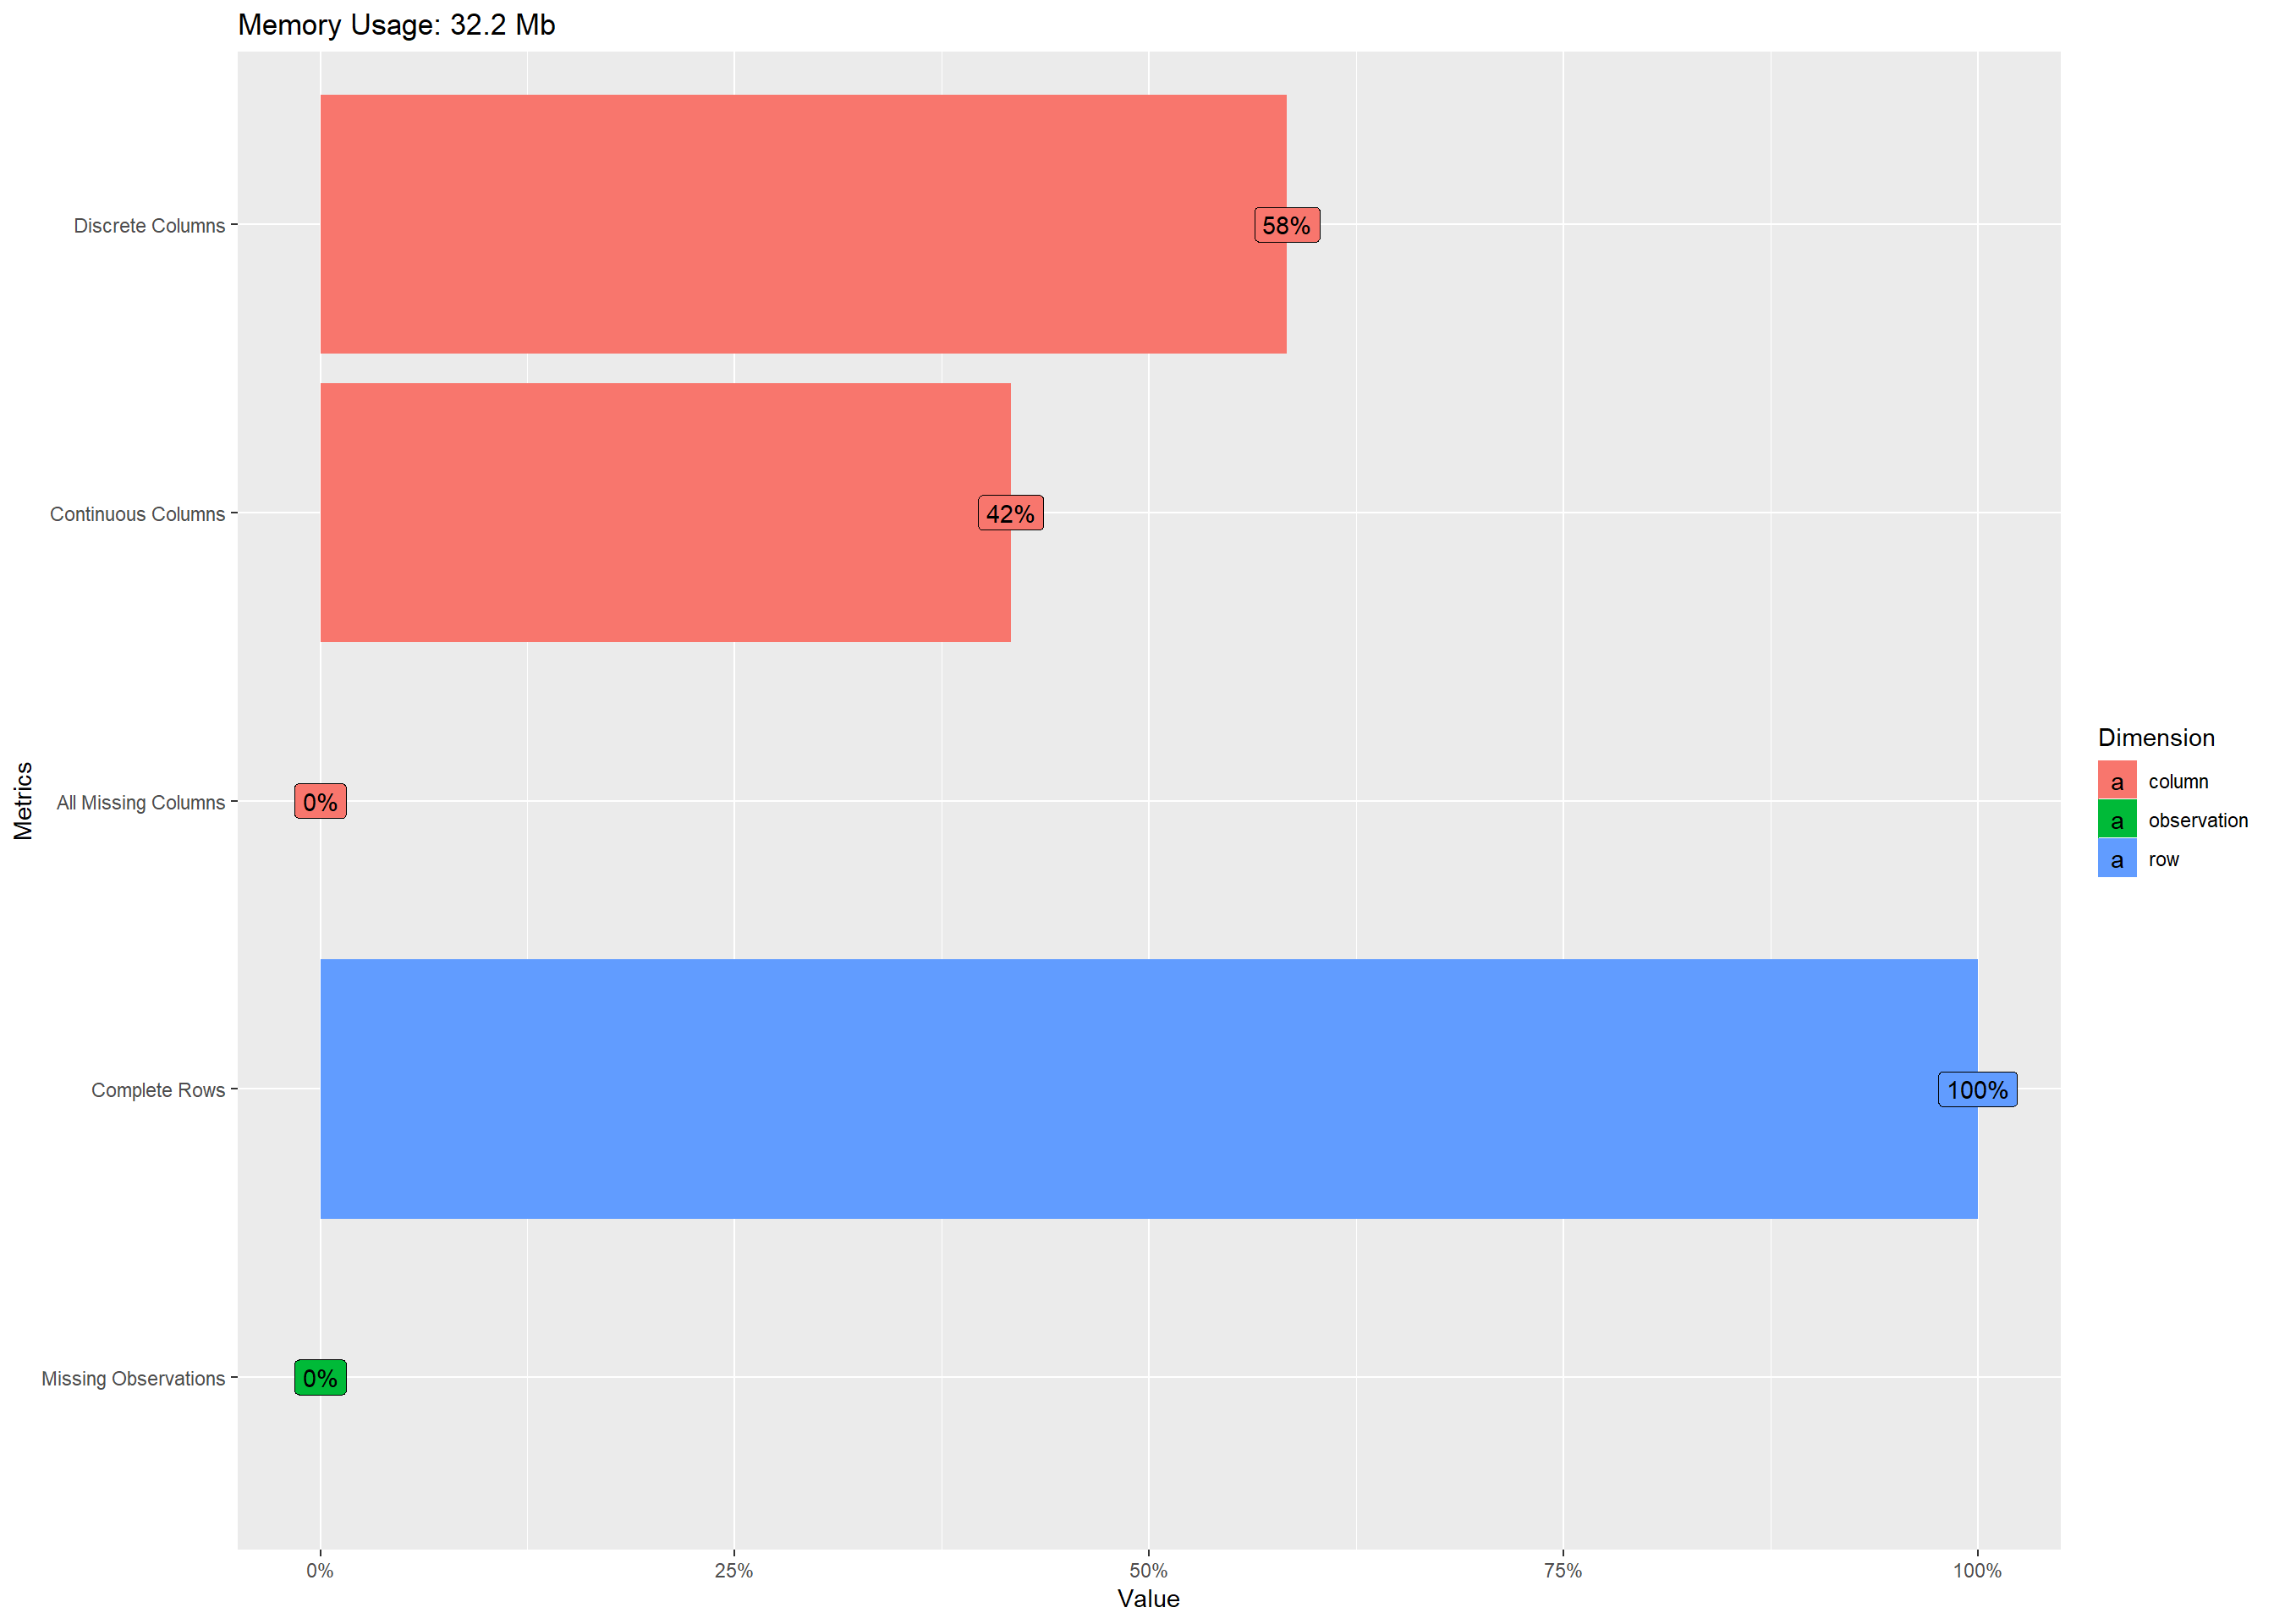 Memory Usage: 32.2 Mb
Discrete Columns
58%
Continuous Columns
42%
All Missing Columns
0%
Complete Rows
100%
Missing Observations
0%
Metrics
0%
25%
50%
75%
100%
Value
Dimension
a column
a observation
a row